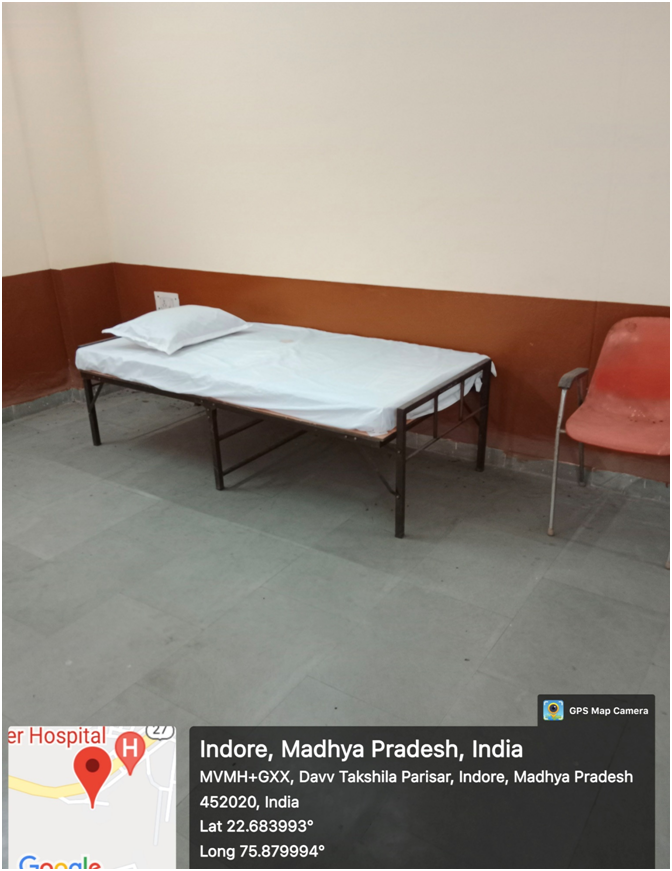 GPS Map Camera
er Hospital
H
27
Google
Indore, Madhya Pradesh, India
MVMH+GXX, Davv Takshila Parisar, Indore, Madhya Pradesh
452020, India
Lat 22.683993°
Long 75.879994°